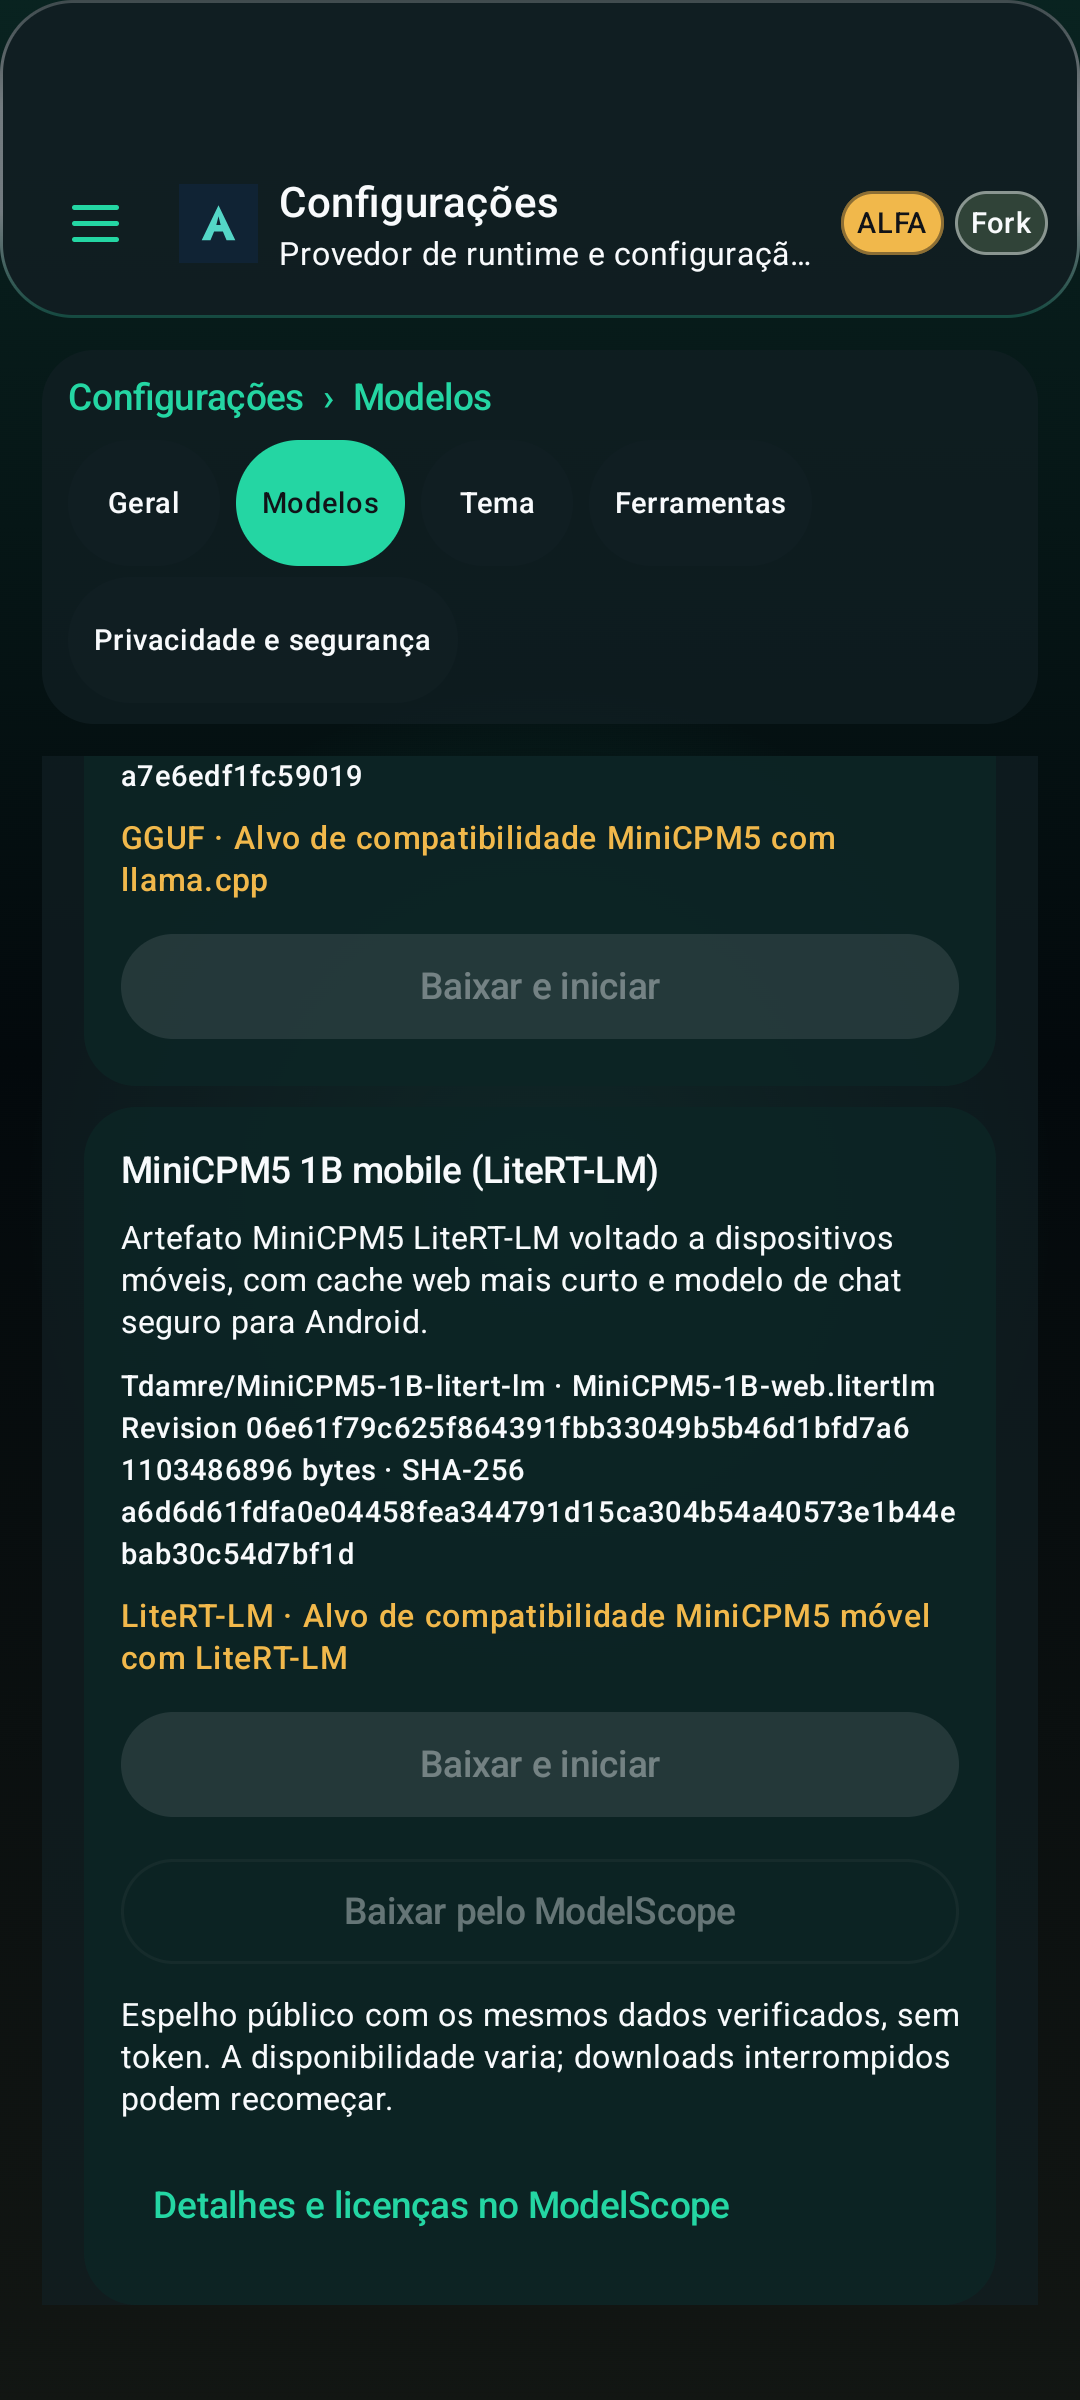 Configurações
Provedor de runtime e configuraçã...
ALFA
Fork
Configurações › Modelos
Geral
Modelos
Tema
Ferramentas
Privacidade e segurança
a7e6edf1fc59019
GGUF · Alvo de compatibilidade MiniCPM5 com
llama.cpp
Baixar e iniciar
MiniCPM5 1B mobile (LiteRT-LM)
Artefato MiniCPM5 LiteRT-LM voltado a dispositivos
móveis, com cache web mais curto e modelo de chat
seguro para Android.
Tdamre/MiniCPM5-1B-litert-lm · MiniCPM5-1B-web.litertlm
Revision 06e61f79c625f864391fbb33049b5b46d1bfd7a6
1103486896 bytes · SHA-256
a6d6d61fdfa0e04458fea344791d15ca304b54a40573e1b44e
bab30c54d7bf1d
LiteRT-LM · Alvo de compatibilidade MiniCPM5 móvel
com LiteRT-LM
Baixar e iniciar
Baixar pelo ModelScope
Espelho público com os mesmos dados verificados, sem
token. A disponibilidade varia; downloads interrompidos
podem recomeçar.
Detalhes e licenças no ModelScope